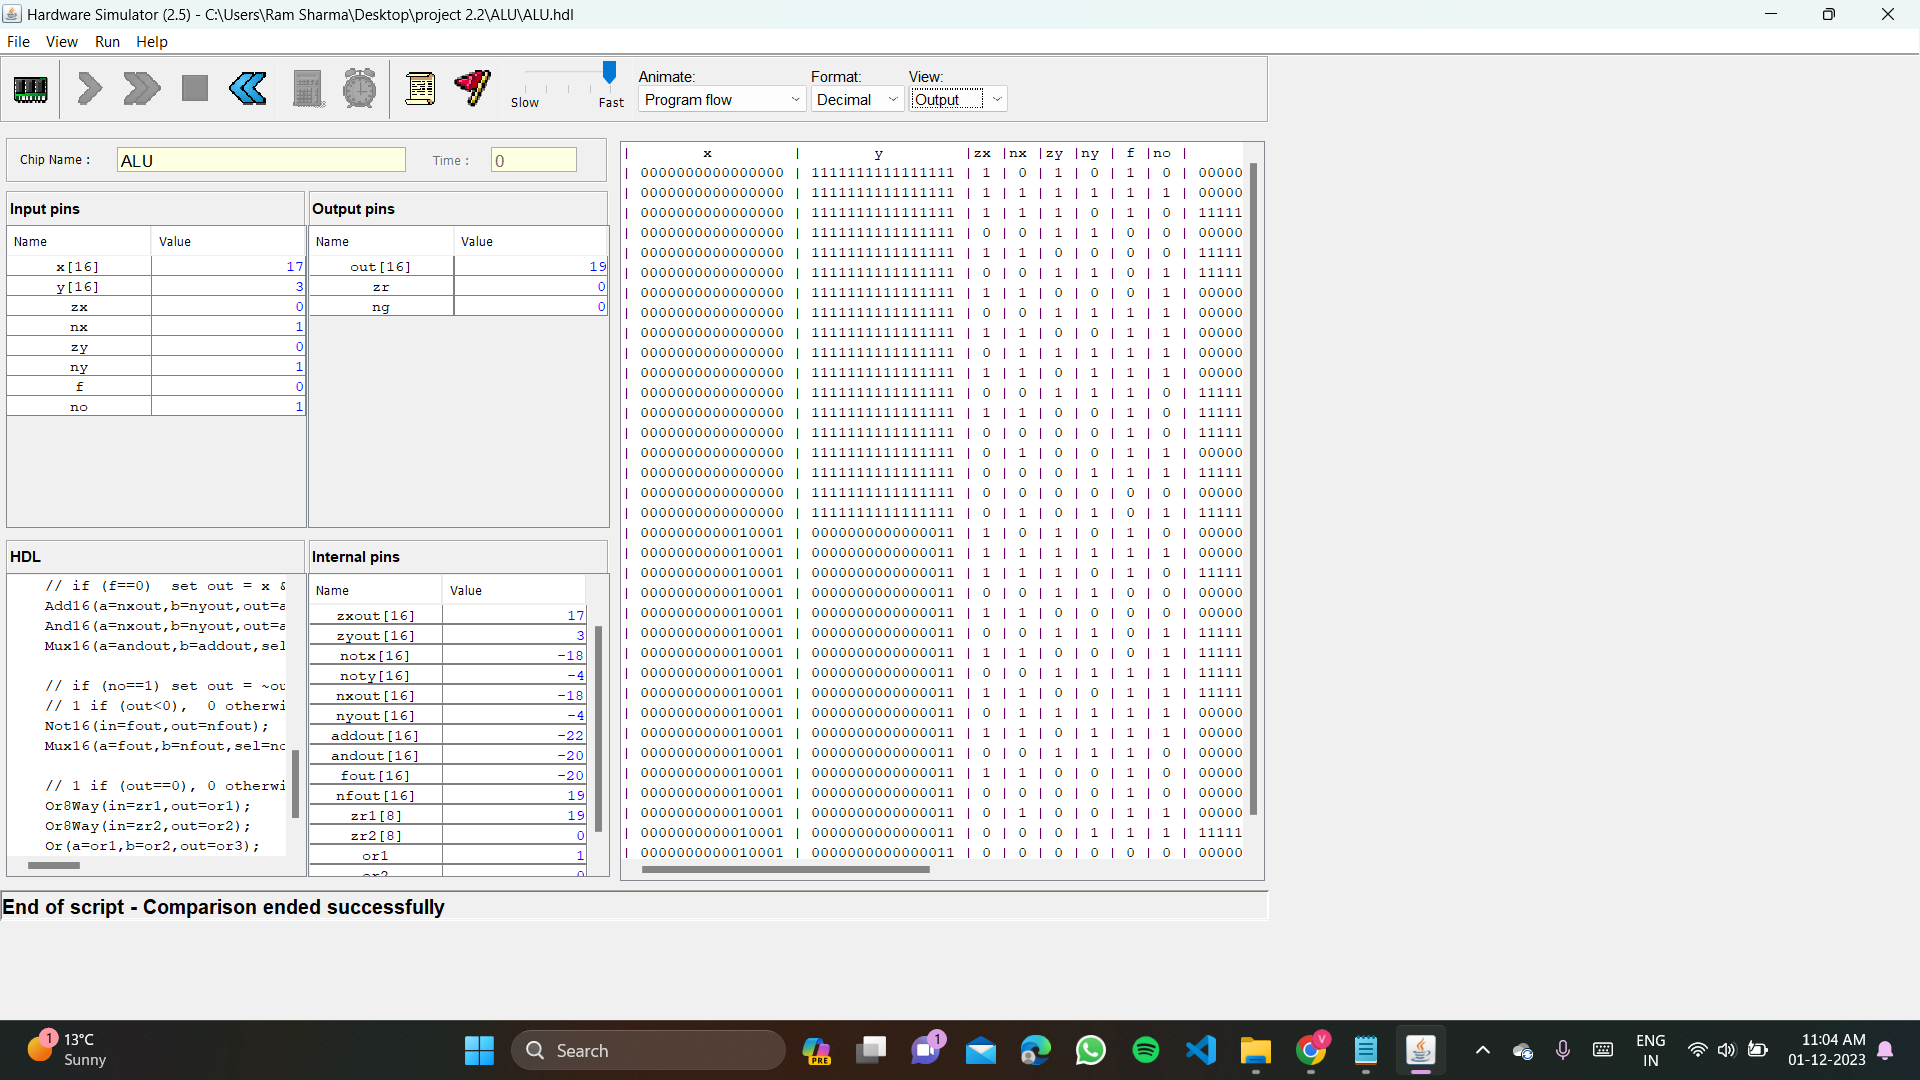 Hardware Simulator (2.5) - C:\Users\Ram Sharma\Desktop\project 2.2\ALU\ALU.hdl
File View Run Help
Slow Fast
Animate: Format: View:
Program flow Decimal Output
Chip Name : ALU Time : 0
Input pins
Name Value
x[16] 17
y[16] 3
zx 0
nx 1
zy 0
ny 1
f 0
no 1
Output pins
Name Value
out[16] 19
zr 0
ng 0
HDL
// if (f==0)  set out = x &
Add16(a=nxout,b=nyout,out=a
And16(a=nxout,b=nyout,out=a
Mux16(a=andout,b=addout,sel
// if (no==1) set out = ~ou
// 1 if (out<0),  0 otherwi
Not16(in=fout,out=nfout);
Mux16(a=fout,b=nfout,sel=no
// 1 if (out==0), 0 otherwi
Or8Way(in=zr1,out=or1);
Or8Way(in=zr2,out=or2);
Or(a=or1,b=or2,out=or3);
Internal pins
Name Value
zxout[16] 17
zyout[16] 3
notx[16] -18
noty[16] -4
nxout[16] -18
nyout[16] -4
addout[16] -22
andout[16] -20
fout[16] -20
nfout[16] 19
zr1[8] 19
zr2[8] 0
or1 1
or2 0
| x | y |zx |nx |zy |ny | f |no |
| 0000000000000000 | 1111111111111111 | 1 | 0 | 1 | 0 | 1 | 0 | 00000
| 0000000000000000 | 1111111111111111 | 1 | 1 | 1 | 1 | 1 | 1 | 00000
| 0000000000000000 | 1111111111111111 | 1 | 1 | 1 | 0 | 1 | 0 | 11111
| 0000000000000000 | 1111111111111111 | 0 | 0 | 1 | 1 | 0 | 0 | 00000
| 0000000000000000 | 1111111111111111 | 1 | 1 | 0 | 0 | 0 | 0 | 11111
| 0000000000000000 | 1111111111111111 | 0 | 0 | 1 | 1 | 0 | 1 | 11111
| 0000000000000000 | 1111111111111111 | 1 | 1 | 0 | 0 | 0 | 1 | 00000
| 0000000000000000 | 1111111111111111 | 0 | 0 | 1 | 1 | 1 | 1 | 00000
| 0000000000000000 | 1111111111111111 | 1 | 1 | 0 | 0 | 1 | 1 | 00000
| 0000000000000000 | 1111111111111111 | 0 | 1 | 1 | 1 | 1 | 1 | 00000
| 0000000000000000 | 1111111111111111 | 1 | 1 | 0 | 1 | 1 | 1 | 00000
| 0000000000000000 | 1111111111111111 | 0 | 0 | 1 | 1 | 1 | 0 | 11111
| 0000000000000000 | 1111111111111111 | 1 | 1 | 0 | 0 | 1 | 0 | 11111
| 0000000000000000 | 1111111111111111 | 0 | 0 | 0 | 0 | 1 | 0 | 11111
| 0000000000000000 | 1111111111111111 | 0 | 1 | 0 | 0 | 1 | 1 | 00000
| 0000000000000000 | 1111111111111111 | 0 | 0 | 0 | 1 | 1 | 1 | 11111
| 0000000000000000 | 1111111111111111 | 0 | 0 | 0 | 0 | 0 | 0 | 00000
| 0000000000000000 | 1111111111111111 | 0 | 1 | 0 | 1 | 0 | 1 | 11111
| 0000000000010001 | 0000000000000011 | 1 | 0 | 1 | 0 | 1 | 0 | 00000
| 0000000000010001 | 0000000000000011 | 1 | 1 | 1 | 1 | 1 | 1 | 00000
| 0000000000010001 | 0000000000000011 | 1 | 1 | 1 | 0 | 1 | 0 | 11111
| 0000000000010001 | 0000000000000011 | 0 | 0 | 1 | 1 | 0 | 0 | 00000
| 0000000000010001 | 0000000000000011 | 1 | 1 | 0 | 0 | 0 | 0 | 00000
| 0000000000010001 | 0000000000000011 | 0 | 0 | 1 | 1 | 0 | 1 | 11111
| 0000000000010001 | 0000000000000011 | 1 | 1 | 0 | 0 | 0 | 1 | 11111
| 0000000000010001 | 0000000000000011 | 0 | 0 | 1 | 1 | 1 | 1 | 11111
| 0000000000010001 | 0000000000000011 | 1 | 1 | 0 | 0 | 1 | 1 | 11111
| 0000000000010001 | 0000000000000011 | 0 | 1 | 1 | 1 | 1 | 1 | 00000
| 0000000000010001 | 0000000000000011 | 1 | 1 | 0 | 1 | 1 | 1 | 00000
| 0000000000010001 | 0000000000000011 | 0 | 0 | 1 | 1 | 1 | 0 | 00000
| 0000000000010001 | 0000000000000011 | 1 | 1 | 0 | 0 | 1 | 0 | 00000
| 0000000000010001 | 0000000000000011 | 0 | 0 | 0 | 0 | 1 | 0 | 00000
| 0000000000010001 | 0000000000000011 | 0 | 1 | 0 | 0 | 1 | 1 | 00000
| 0000000000010001 | 0000000000000011 | 0 | 0 | 0 | 1 | 1 | 1 | 11111
| 0000000000010001 | 0000000000000011 | 0 | 0 | 0 | 0 | 0 | 0 | 00000
End of script - Comparison ended successfully
1 13°C
Sunny
Search
PRE
1
V
ENG
IN
11:04 AM
01-12-2023